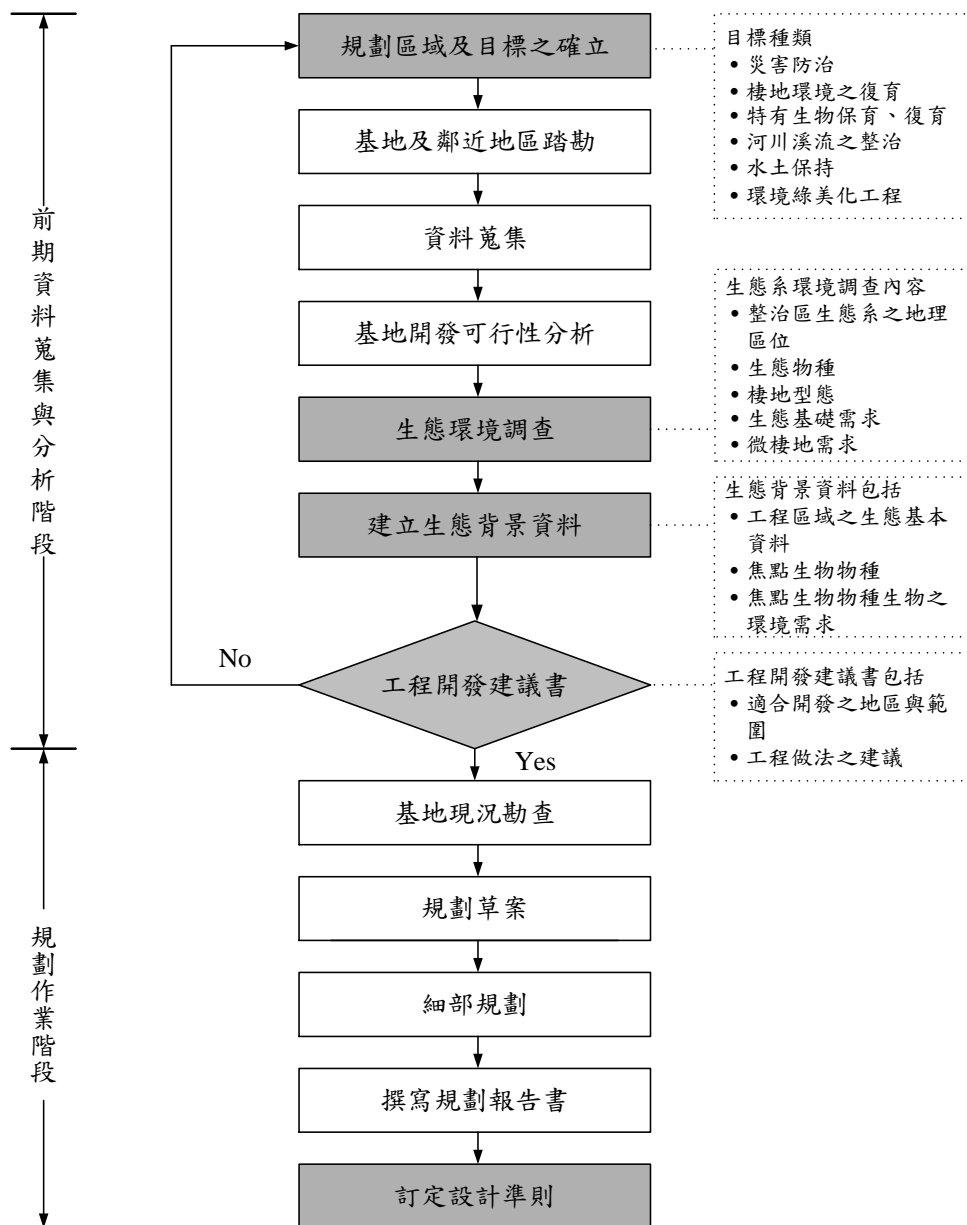 規劃區域及目標之確立
基地及鄰近地區踏勘
資料蒐集
基地開發可行性分析
生態環境調查
建立生態背景資料
工程開發建議書
No
Yes
基地現況勘查
規劃草案
細部規劃
撰寫規劃報告書
訂定設計準則
前期資料蒐集與分析階段
規劃作業階段
目標種類
• 災害防治
• 棲地環境之復育
• 特有生物保育、復育
• 河川溪流之整治
• 水土保持
• 環境綠美化工程
生態系環境調查內容
• 整治區生態系之地理
區位
• 生態物種
• 棲地型態
• 生態基礎需求
• 微棲地需求
生態背景資料包括
• 工程區域之生態基本
資料
• 焦點生物物種
• 焦點生物物種生物之
環境需求
工程開發建議書包括
• 適合開發之地區與範
圍
• 工程做法之建議